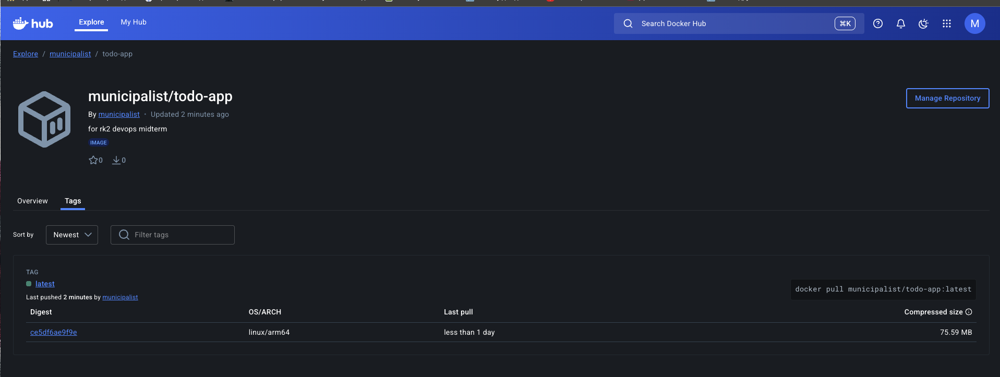 hub
Explore
My Hub
Search Docker Hub
⌘K
M
Explore / municipalist / todo-app
municipalist/todo-app
Manage Repository
By municipalist • Updated 2 minutes ago
for rk2 devops midterm
IMAGE
0 0
Overview
Tags
Sort by
Newest
Filter tags
TAG
latest
docker pull municipalist/todo-app:latest
Last pushed 2 minutes by municipalist
Digest OS/ARCH Last pull Compressed size
ce5df6ae9f9e linux/arm64 less than 1 day 75.59 MB